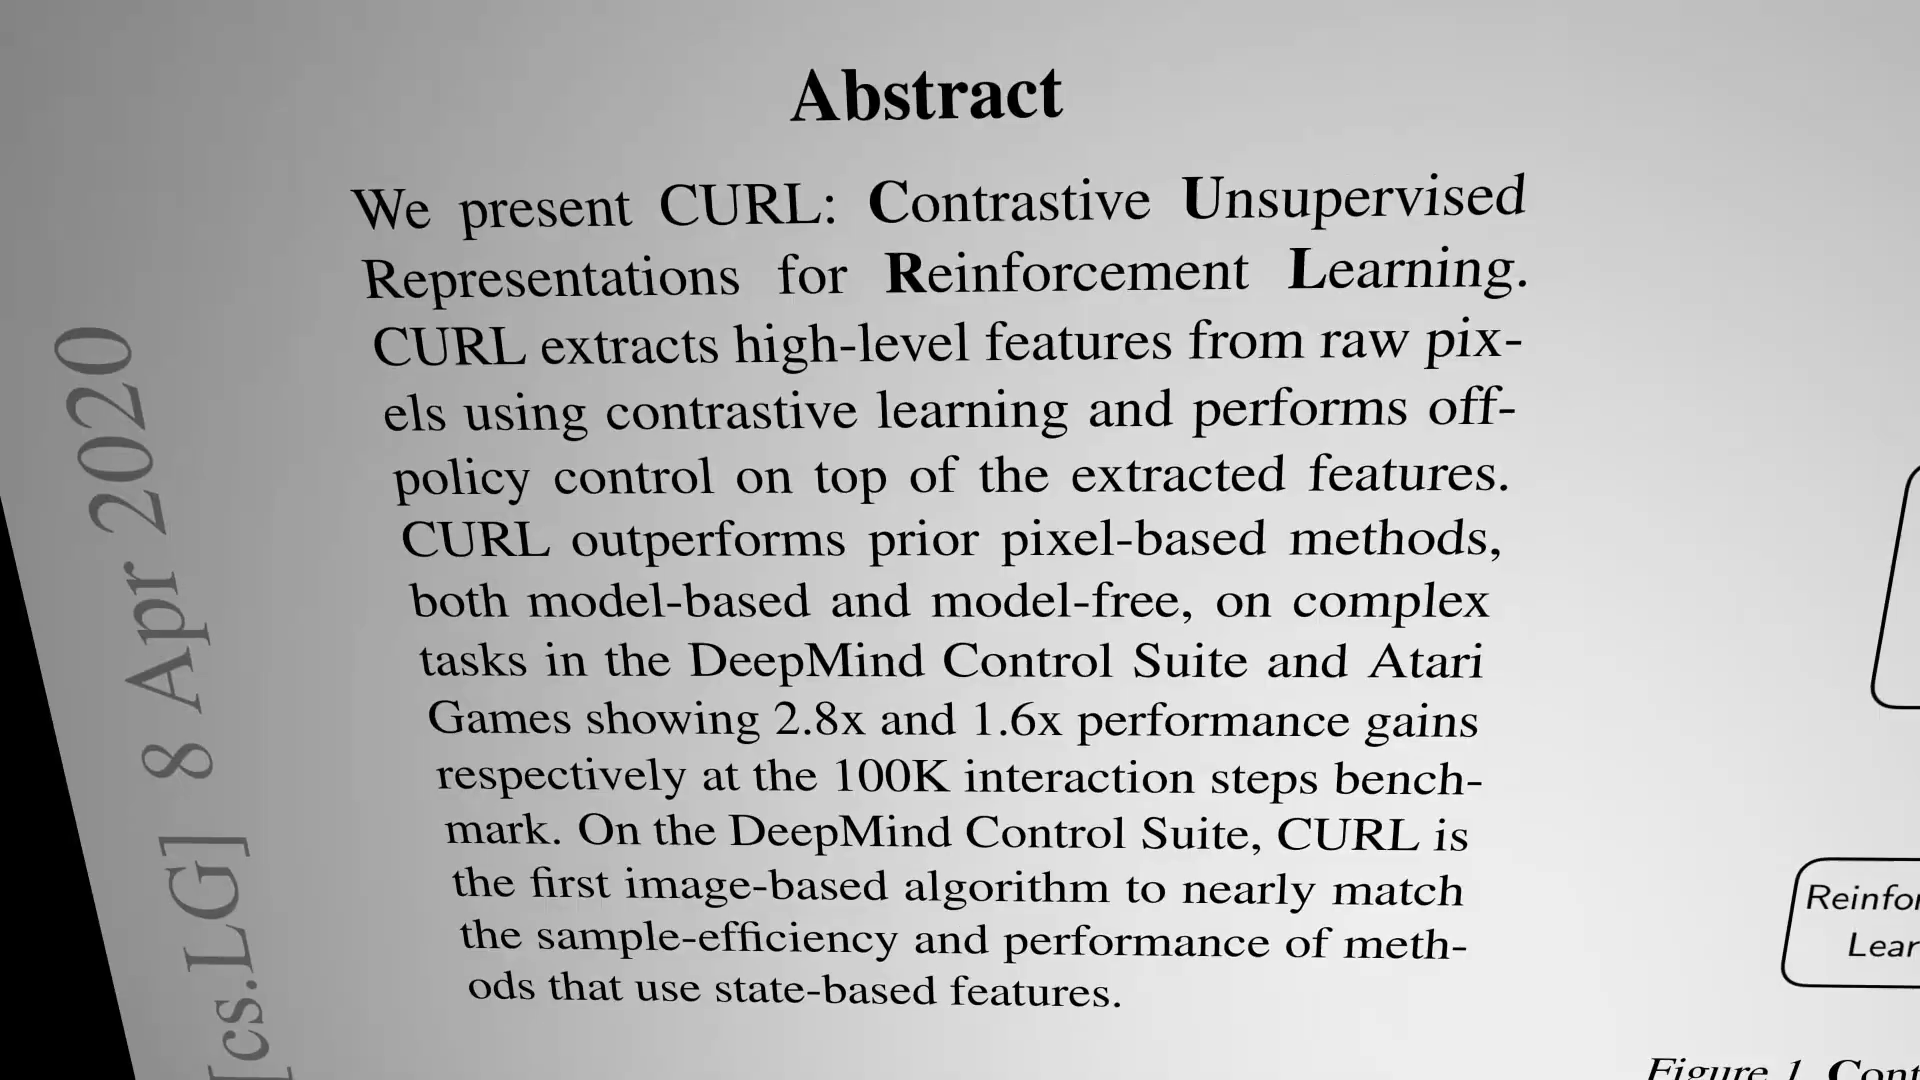 Abstract
We present CURL: Contrastive Unsupervised
Representations for Reinforcement Learning.
CURL extracts high-level features from raw pix-
els using contrastive learning and performs off-
policy control on top of the extracted features.
CURL outperforms prior pixel-based methods,
both model-based and model-free, on complex
tasks in the DeepMind Control Suite and Atari
Games showing 2.8x and 1.6x performance gains
respectively at the 100K interaction steps bench-
mark. On the DeepMind Control Suite, CURL is
the first image-based algorithm to nearly match
the sample-efficiency and performance of meth-
ods that use state-based features.
[cs.LG] 8 Apr 2020
Figure 1.